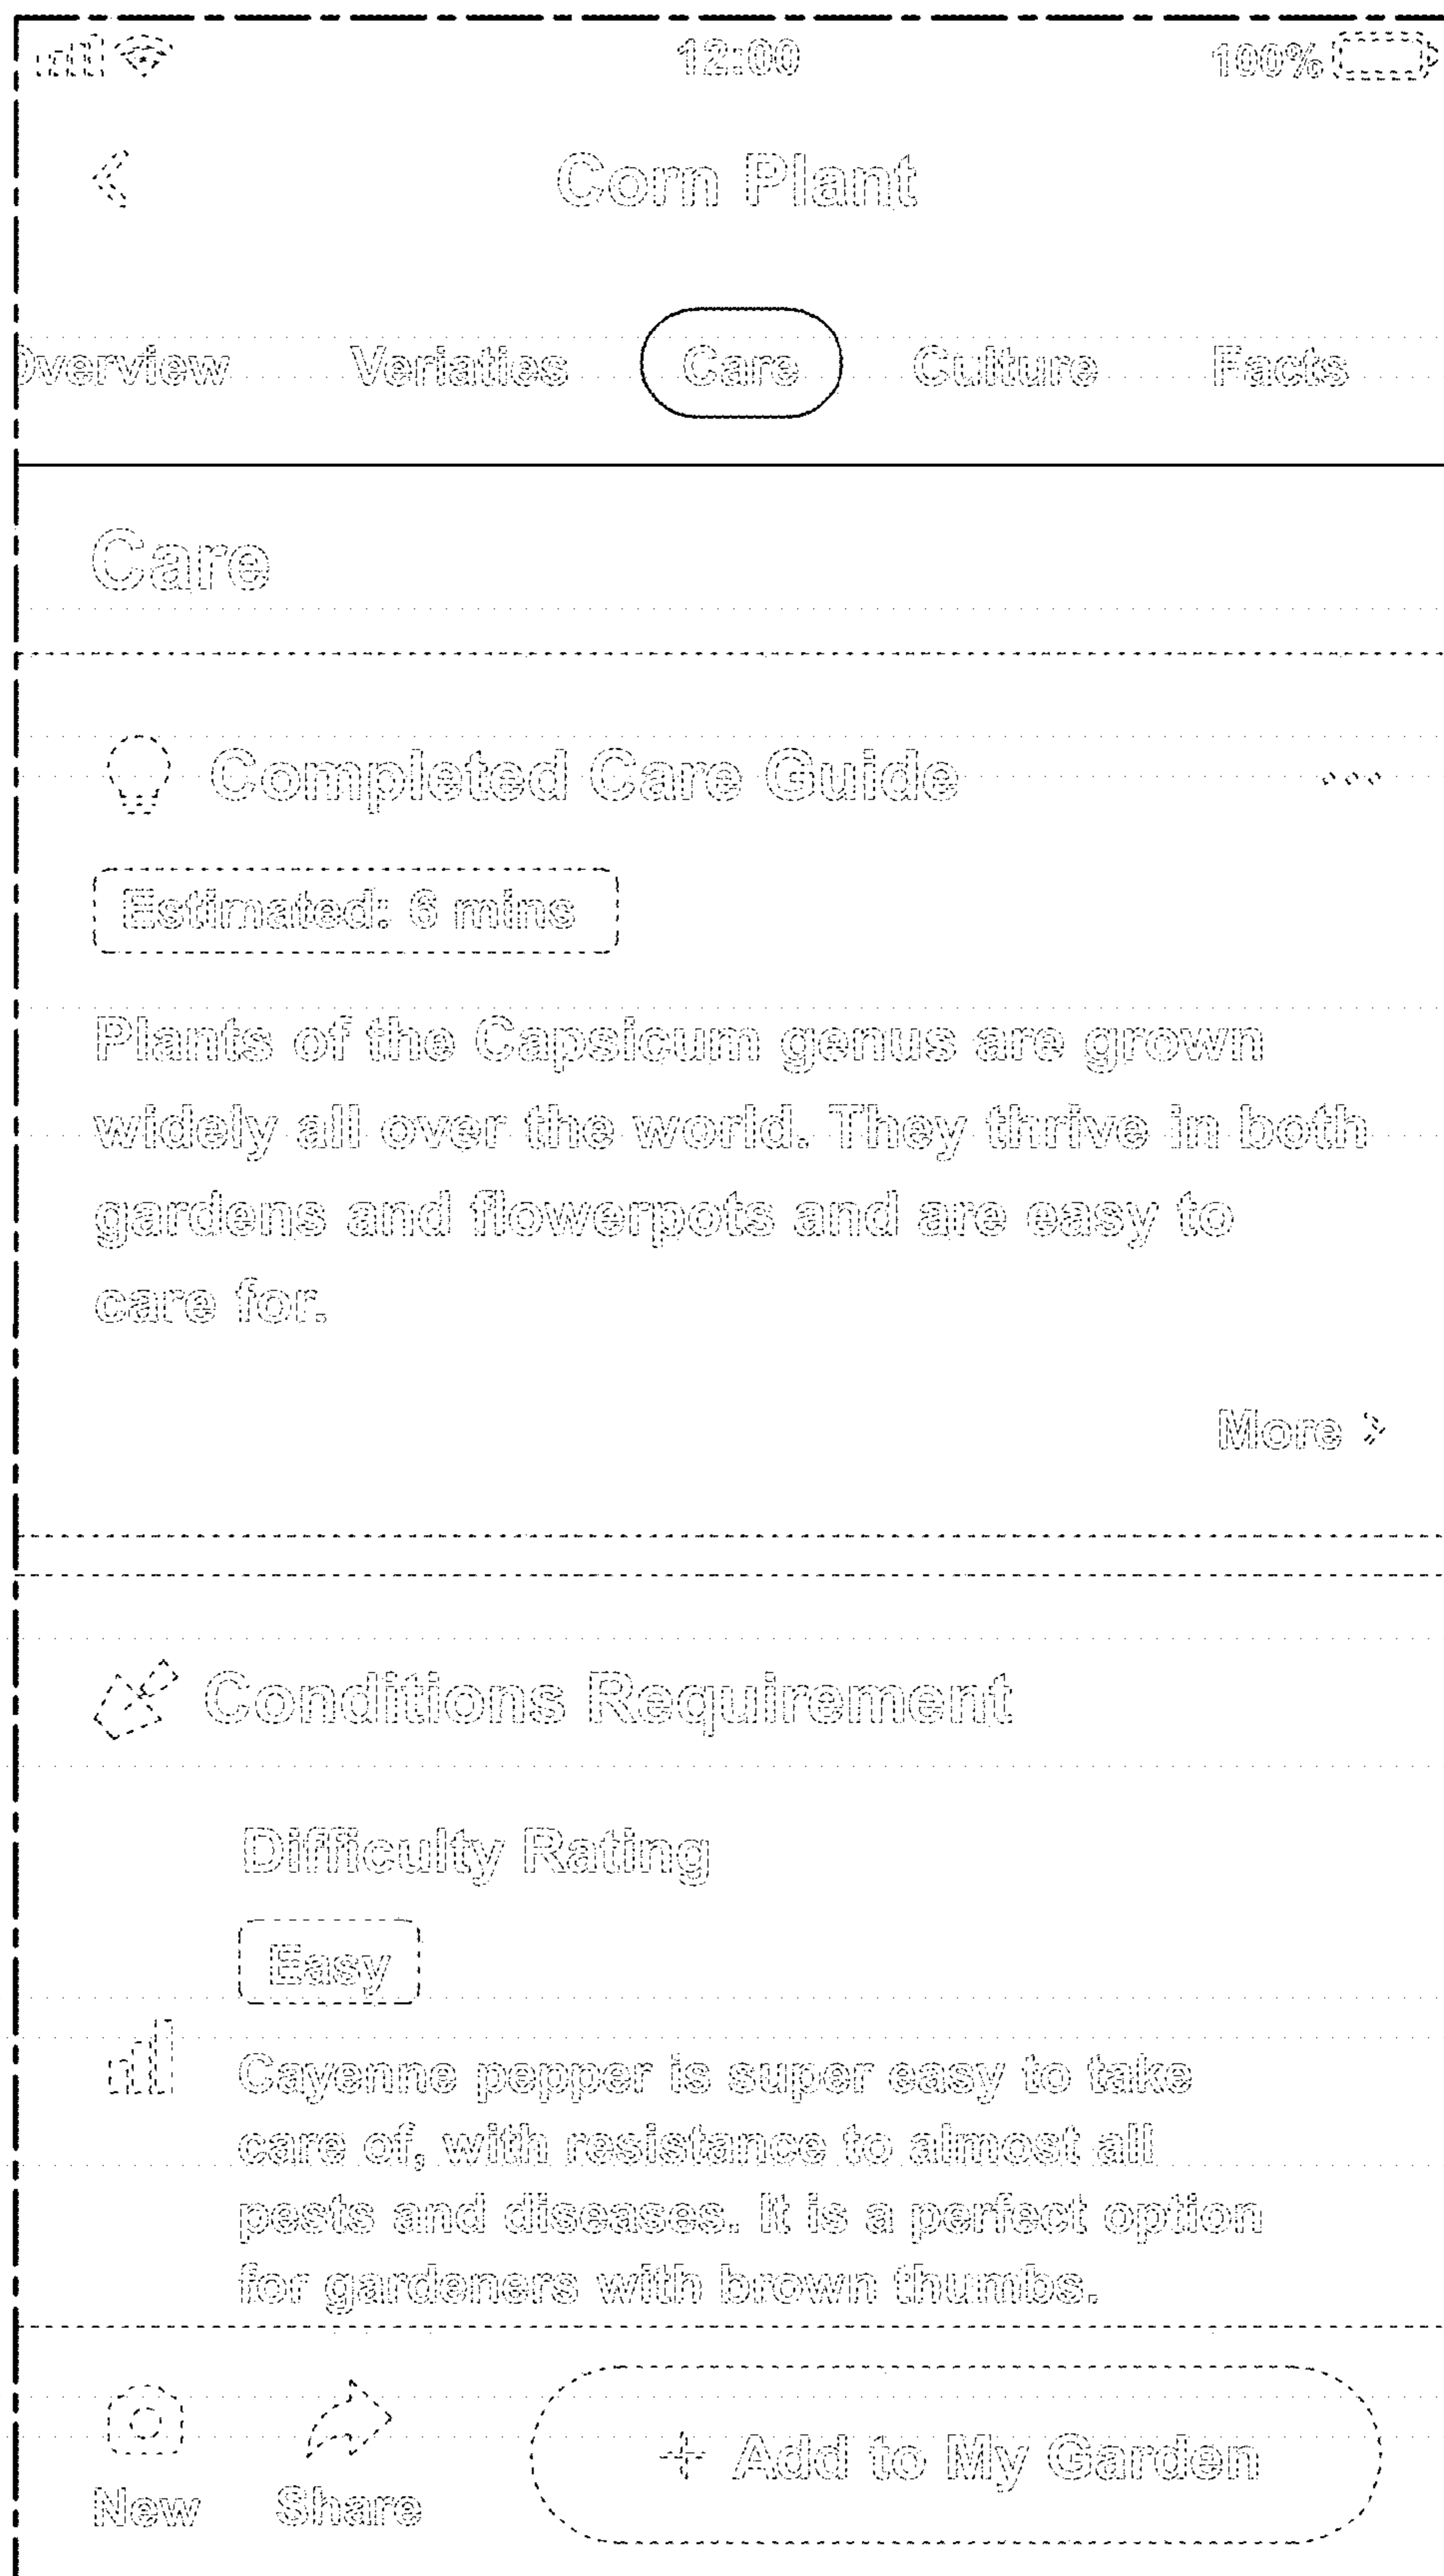 12:00 100%
Corn Plant
Overview Veriaties Care Culture Facts
Care
Completed Care Guide
Estimated: 6 mins
Plants of the Capsicum genus are grown
widely all over the world. They thrive in both
gardens and flowerpots and are easy to
care for.
More
Conditions Requirement
Difficulty Rating
Easy
Cayenne pepper is super easy to take
care of, with resistance to almost all
pests and diseases. It is a perfect option
for gardeners with brown thumbs.
+ Add to My Garden
New Share